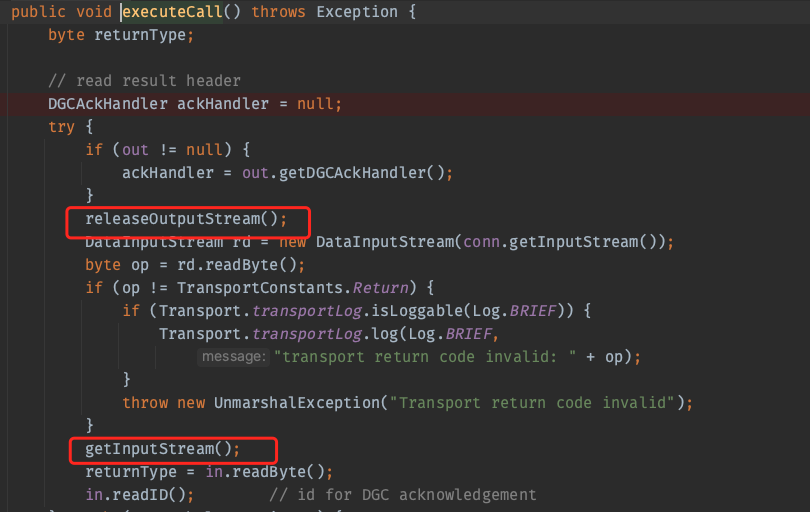 public void executeCall() throws Exception {
    byte returnType;

    // read result header
    DGCAckHandler ackHandler = null;
    try {
        if (out != null) {
            ackHandler = out.getDGCAckHandler();
        }
        releaseOutputStream();
        DataInputStream rd = new DataInputStream(conn.getInputStream());
        byte op = rd.readByte();
        if (op != TransportConstants.Return) {
            if (Transport.transportLog.isLoggable(Log.BRIEF)) {
                Transport.transportLog.log(Log.BRIEF,
                    message: "transport return code invalid: " + op);
            }
            throw new UnmarshalException("Transport return code invalid");
        }
        getInputStream();
        returnType = in.readByte();
        in.readID();        // id for DGC acknowledgement